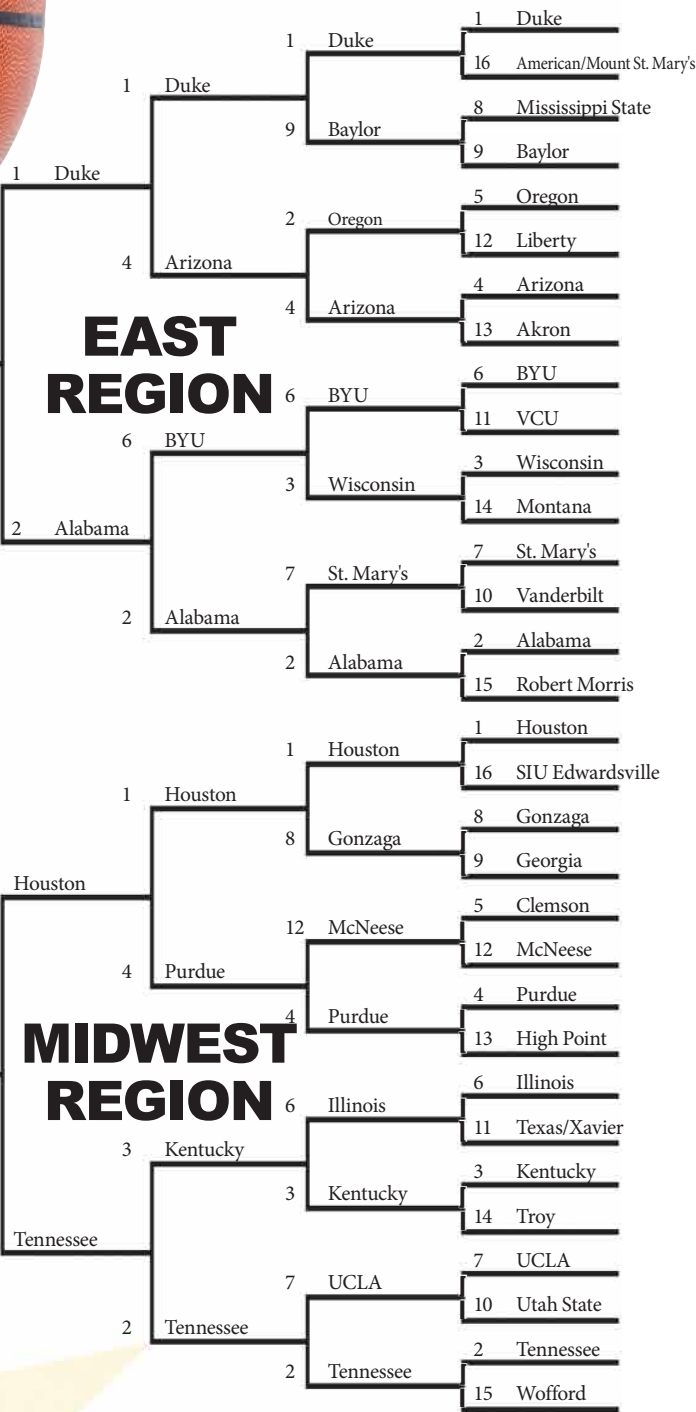 1 Duke
16 American/Mount St. Mary's
8 Mississippi State
9 Baylor
5 Oregon
12 Liberty
4 Arizona
13 Akron
6 BYU
11 VCU
3 Wisconsin
14 Montana
7 St. Mary's
10 Vanderbilt
2 Alabama
15 Robert Morris
1 Duke
9 Baylor
2 Oregon
4 Arizona
6 BYU
3 Wisconsin
7 St. Mary's
2 Alabama
1 Duke
4 Arizona
6 BYU
2 Alabama
1 Duke
2 Alabama
EAST
REGION
1 Houston
16 SIU Edwardsville
8 Gonzaga
9 Georgia
5 Clemson
12 McNeese
4 Purdue
13 High Point
6 Illinois
11 Texas/Xavier
3 Kentucky
14 Troy
7 UCLA
10 Utah State
2 Tennessee
15 Wofford
1 Houston
8 Gonzaga
12 McNeese
4 Purdue
6 Illinois
3 Kentucky
7 UCLA
2 Tennessee
1 Houston
4 Purdue
3 Kentucky
2 Tennessee
Houston
Tennessee
MIDWEST
REGION